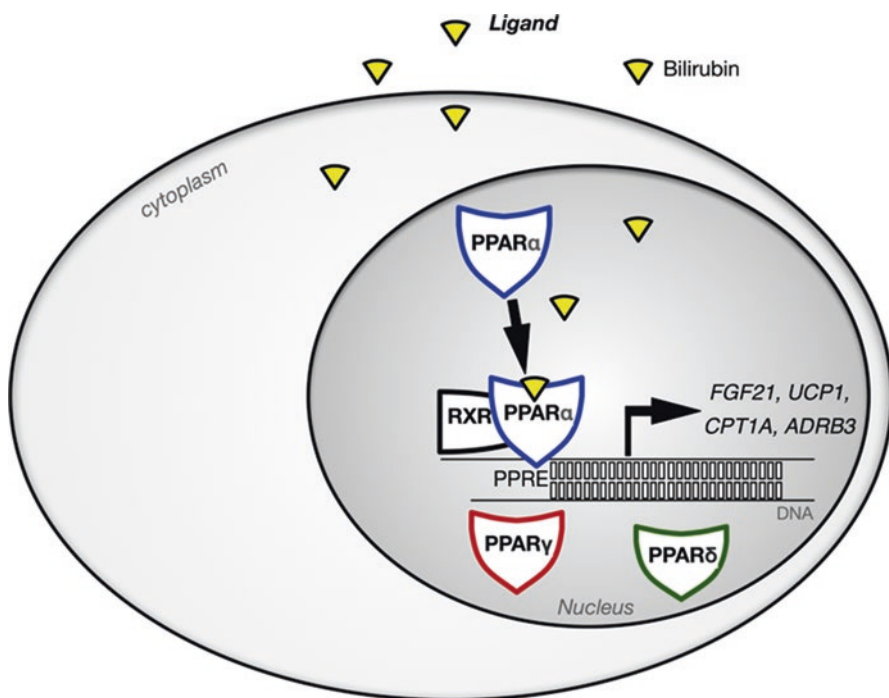 Ligand
Bilirubin
cytoplasm
PPARα
RXR
PPARα
FGF21, UCP1,
CPT1A, ADRB3
PPRE
DNA
PPARγ
PPARδ
Nucleus